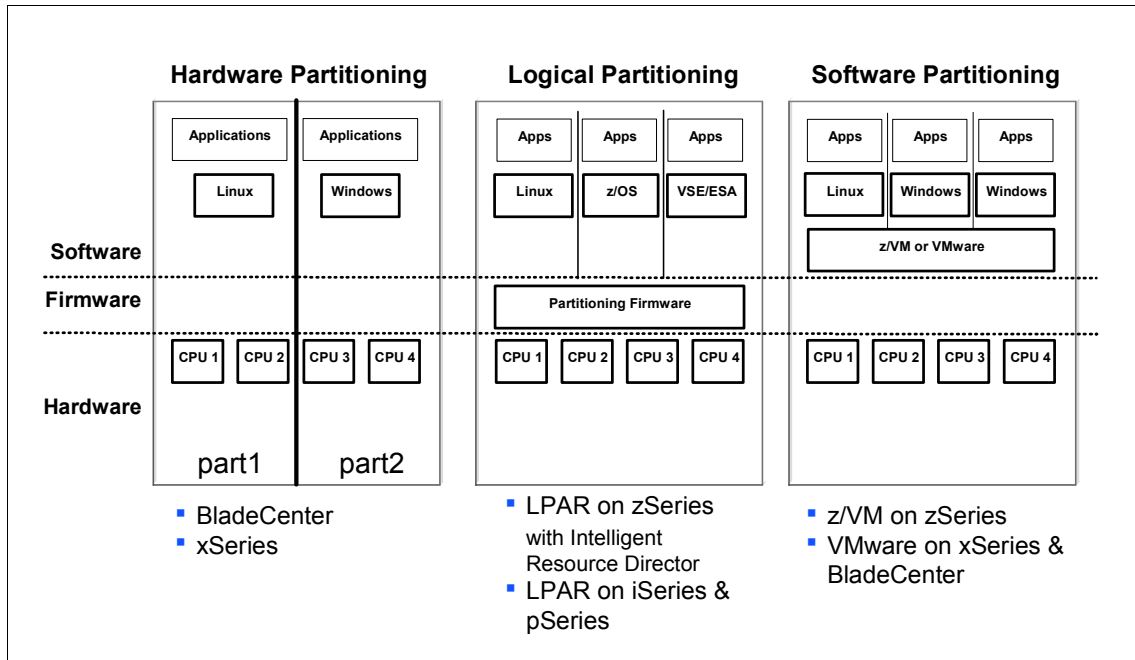 Hardware Partitioning
Logical Partitioning
Software Partitioning
Applications
Applications
Apps
Apps
Apps
Apps
Apps
Apps
Linux
Windows
Linux
z/OS
VSE/ESA
Linux
Windows
Windows
Software
z/VM or VMware
Firmware
Partitioning Firmware
CPU 1
CPU 2
CPU 3
CPU 4
CPU 1
CPU 2
CPU 3
CPU 4
CPU 1
CPU 2
CPU 3
CPU 4
Hardware
part1
part2
▪ BladeCenter
▪ xSeries
▪ LPAR on zSeries
with Intelligent
Resource Director
▪ LPAR on iSeries &
pSeries
▪ z/VM on zSeries
▪ VMware on xSeries &
BladeCenter